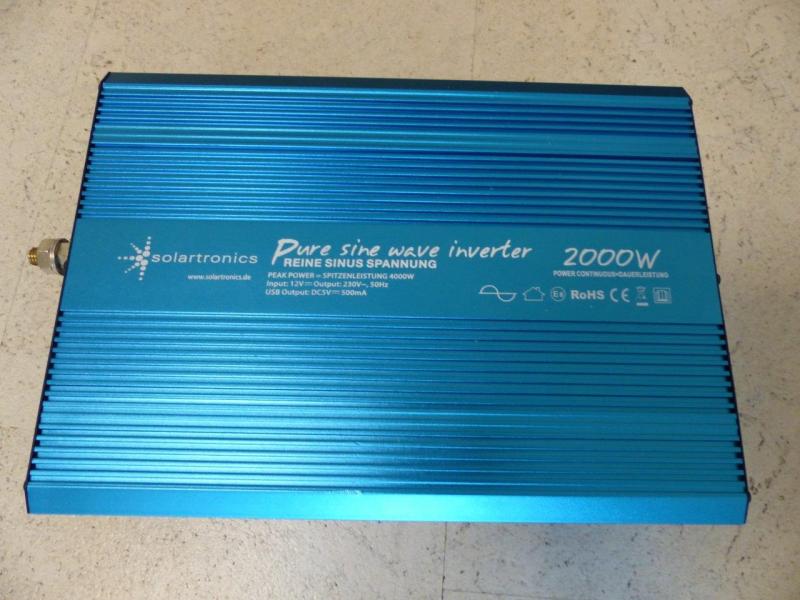 solartronics
www.solartronics.de
Pure sine wave inverter
REINE SINUS SPANNUNG
PEAK POWER = SPITZENLEISTUNG 4000W
Input: 12V⎓ Output: 230V~, 50Hz
USB Output: DC5V⎓ 500mA
2000W
POWER CONTINUOUS=DAUERLEISTUNG
RoHS CE